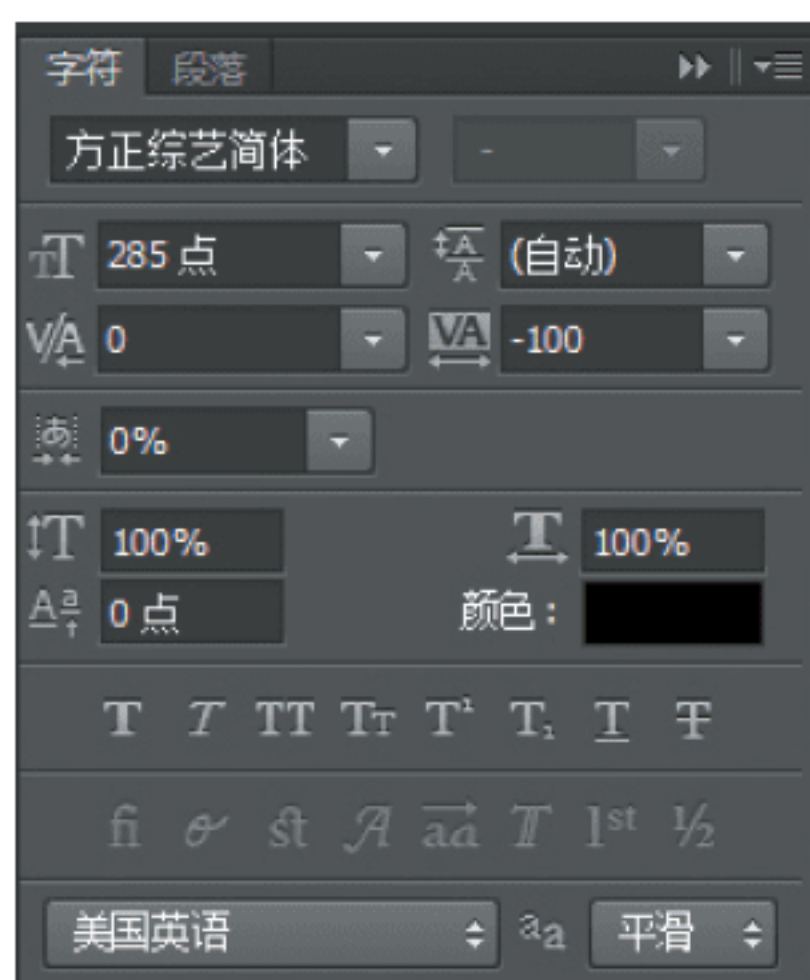 字符 段落
方正综艺简体 -
285 点 (自动)
0 -100
0%
100% 100%
0 点 颜色：
T T TT Tт T¹ T₁ T T
fi st A aa T 1st ½
美国英语 aa 平滑